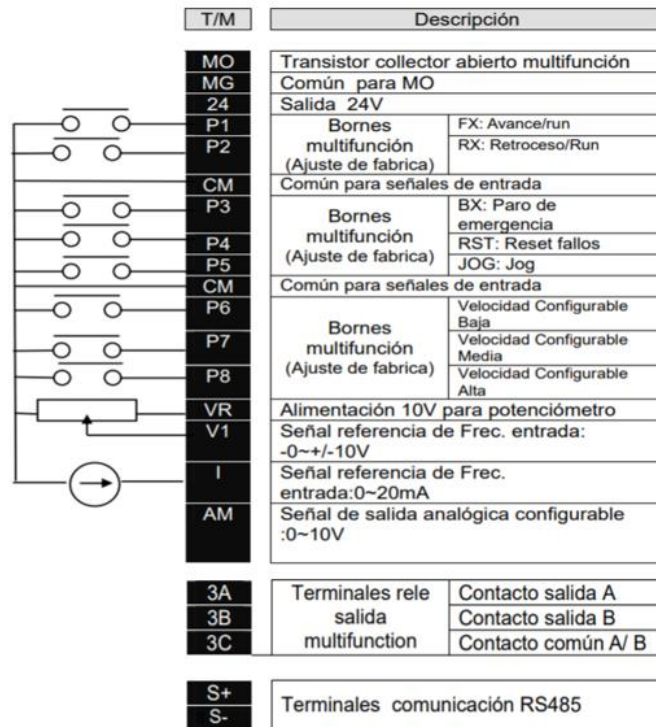 T/M Descripción
MO Transistor collector abierto multifunción
MG Común para MO
24 Salida 24V
P1 Bornes multifunción (Ajuste de fabrica) FX: Avance/run
P2 RX: Retroceso/Run
CM Común para señales de entrada
P3 Bornes multifunción (Ajuste de fabrica) BX: Paro de emergencia
P4 RST: Reset fallos
P5 JOG: Jog
CM Común para señales de entrada
P6 Bornes multifunción (Ajuste de fabrica) Velocidad Configurable Baja
P7 Velocidad Configurable Media
P8 Velocidad Configurable Alta
VR Alimentación 10V para potenciómetro
V1 Señal referencia de Frec. entrada:
-0~+/-10V
I Señal referencia de Frec.
entrada:0~20mA
AM Señal de salida analógica configurable
:0~10V
3A Terminales rele salida multifunction Contacto salida A
3B Contacto salida B
3C Contacto común A/ B
S+ Terminales comunicación RS485
S-